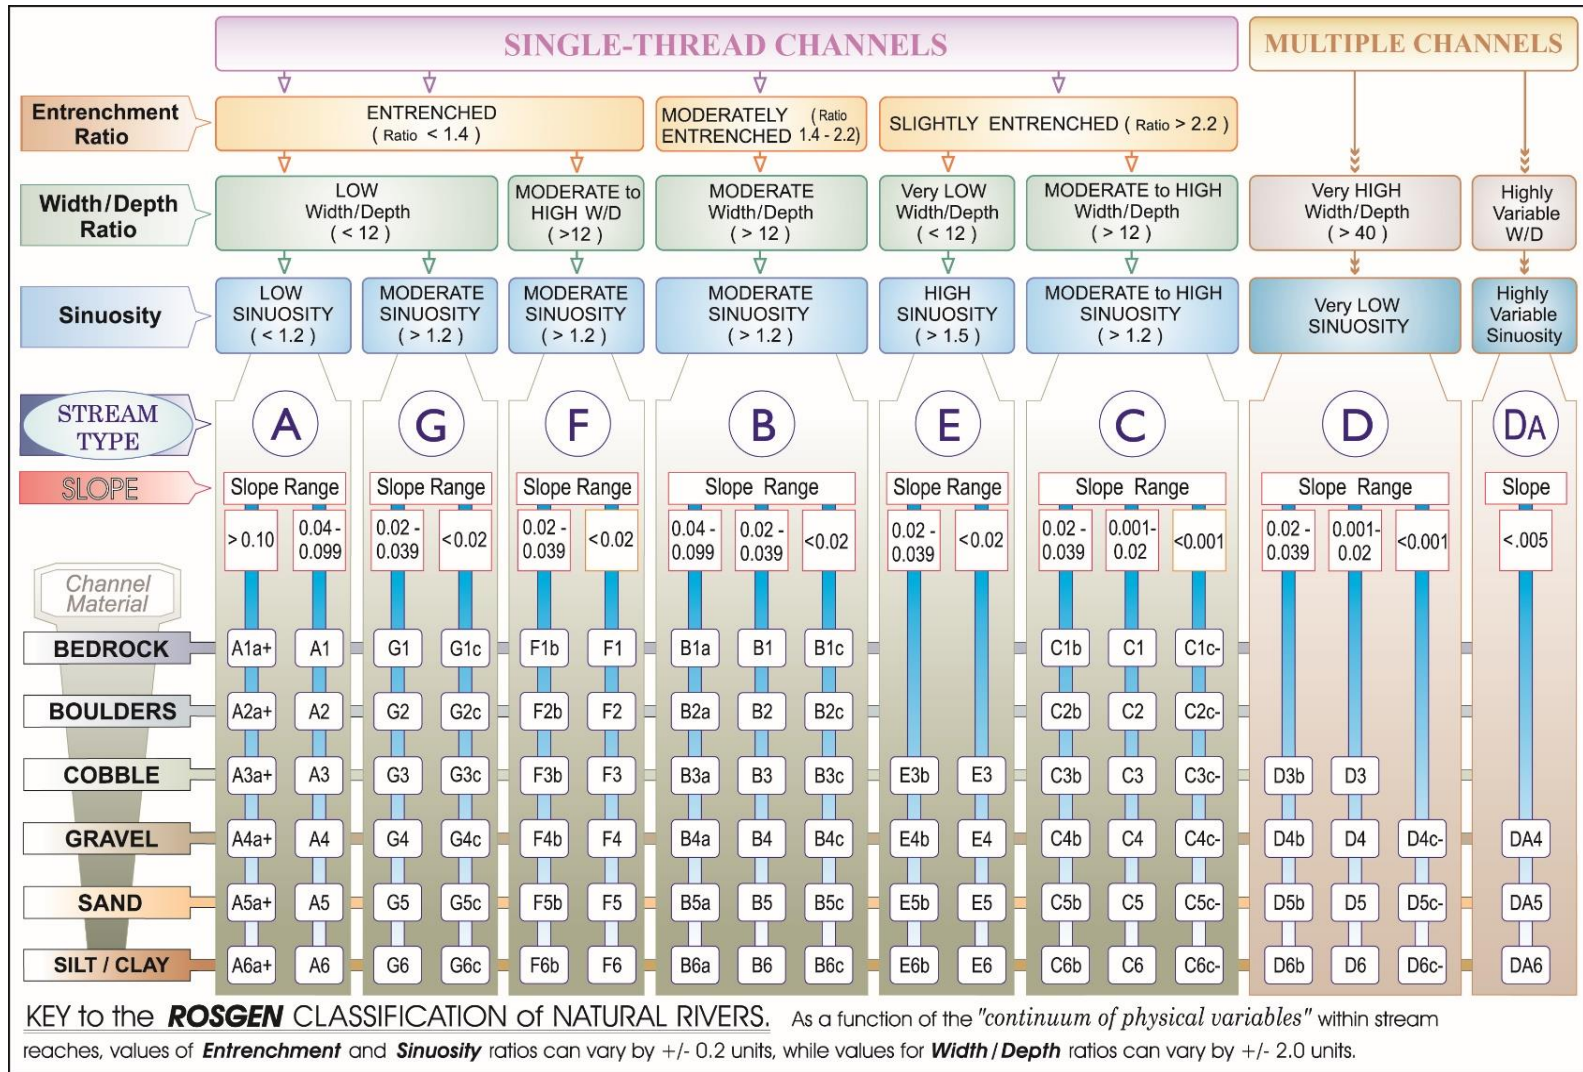 SINGLE-THREAD CHANNELS
MULTIPLE CHANNELS
Entrenchment
Ratio
ENTRENCHED
( Ratio < 1.4 )
MODERATELY ( Ratio
ENTRENCHED 1.4 - 2.2)
SLIGHTLY ENTRENCHED ( Ratio > 2.2 )
Width/Depth
Ratio
LOW
Width/Depth
( < 12 )
MODERATE to
HIGH W/D
( >12 )
MODERATE
Width/Depth
( > 12 )
Very LOW
Width/Depth
( < 12 )
MODERATE to HIGH
Width/Depth
( > 12 )
Very HIGH
Width/Depth
( > 40 )
Highly
Variable
W/D
Sinuosity
LOW
SINUOSITY
( < 1.2 )
MODERATE
SINUOSITY
( > 1.2 )
MODERATE
SINUOSITY
( > 1.2 )
MODERATE
SINUOSITY
( > 1.2 )
HIGH
SINUOSITY
( > 1.5 )
MODERATE to HIGH
SINUOSITY
( > 1.2 )
Very LOW
SINUOSITY
Highly
Variable
Sinuosity
STREAM
TYPE
A G F B E C D DA
SLOPE
Slope Range Slope Range Slope Range Slope Range Slope Range Slope Range Slope Range Slope
> 0.10
0.04 -
0.099
0.02 -
0.039
<0.02
0.02 -
0.039
<0.02
0.04 -
0.099
0.02 -
0.039
<0.02
0.02 -
0.039
<0.02
0.02 -
0.039
0.001-
0.02
<0.001
0.02 -
0.039
0.001-
0.02
<0.001
<.005
Channel
Material
BEDROCK A1a+ A1 G1 G1c F1b F1 B1a B1 B1c C1b C1 C1c-
BOULDERS A2a+ A2 G2 G2c F2b F2 B2a B2 B2c C2b C2 C2c-
COBBLE A3a+ A3 G3 G3c F3b F3 B3a B3 B3c E3b E3 C3b C3 C3c- D3b D3
GRAVEL A4a+ A4 G4 G4c F4b F4 B4a B4 B4c E4b E4 C4b C4 C4c- D4b D4 D4c- DA4
SAND A5a+ A5 G5 G5c F5b F5 B5a B5 B5c E5b E5 C5b C5 C5c- D5b D5 D5c- DA5
SILT / CLAY A6a+ A6 G6 G6c F6b F6 B6a B6 B6c E6b E6 C6b C6 C6c- D6b D6 D6c- DA6
KEY to the ROSGEN CLASSIFICATION of NATURAL RIVERS. As a function of the "continuum of physical variables" within stream
reaches, values of Entrenchment and Sinuosity ratios can vary by +/- 0.2 units, while values for Width / Depth ratios can vary by +/- 2.0 units.